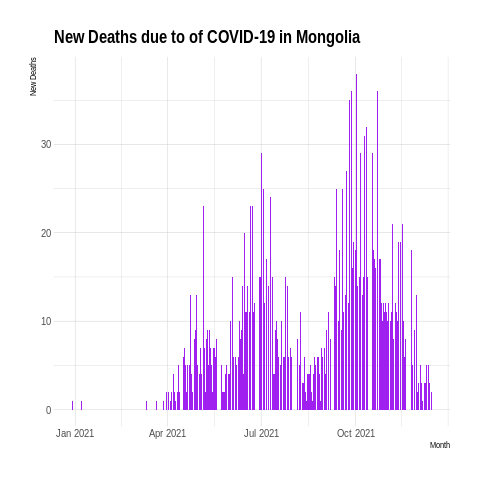 New Deaths due to of COVID-19 in Mongolia
New Deaths
30
20
10
0
Jan 2021
Apr 2021
Jul 2021
Oct 2021
Month